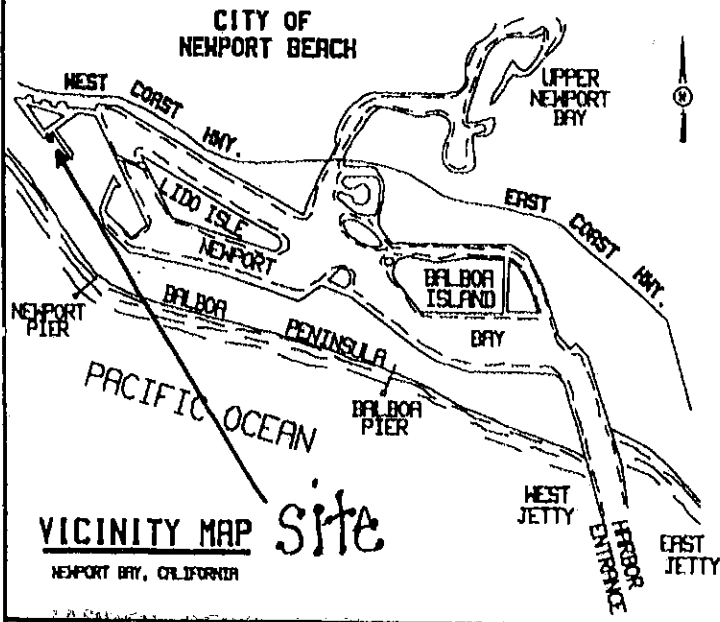 CITY OF
NEWPORT BEACH
WEST COAST HWY.
UPPER
NEWPORT
BAY
EAST COAST HWY.
LIDO ISLE
NEWPORT
BALBOA
ISLAND
BAY
NEWPORT
PIER
BALBOA
PENINSULA
PACIFIC OCEAN
BALBOA
PIER
WEST
JETTY
HARBOR
ENTRANCE
EAST
JETTY
VICINITY MAP
site
NEWPORT BAY, CALIFORNIA